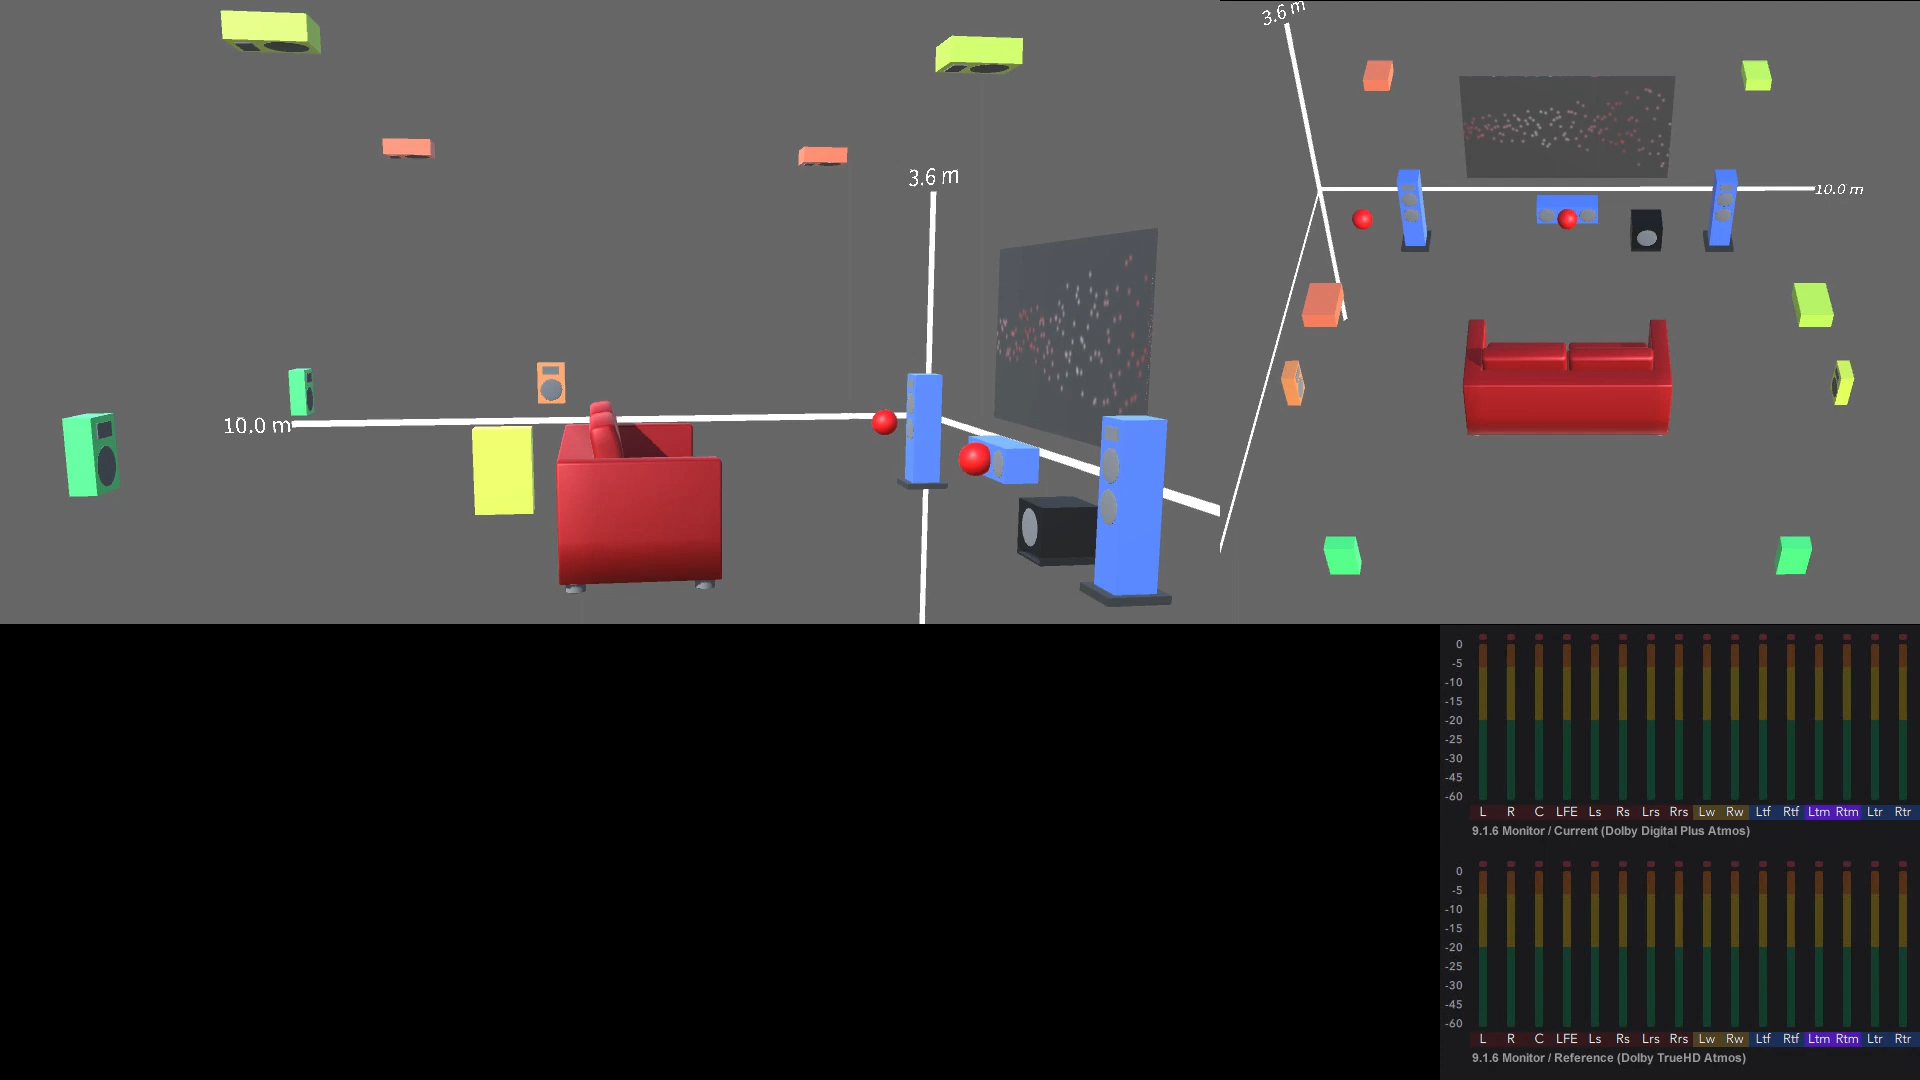 3.6 m
3.6 m
10.0 m
10.0 m
0
-5
-10
-15
-20
-25
-30
-45
-60
L R C LFE Ls Rs Lrs Rrs Lw Rw Ltf Rtf Ltm Rtm Ltr Rtr
9.1.6 Monitor / Current (Dolby Digital Plus Atmos)
0
-5
-10
-15
-20
-25
-30
-45
-60
L R C LFE Ls Rs Lrs Rrs Lw Rw Ltf Rtf Ltm Rtm Ltr Rtr
9.1.6 Monitor / Reference (Dolby TrueHD Atmos)